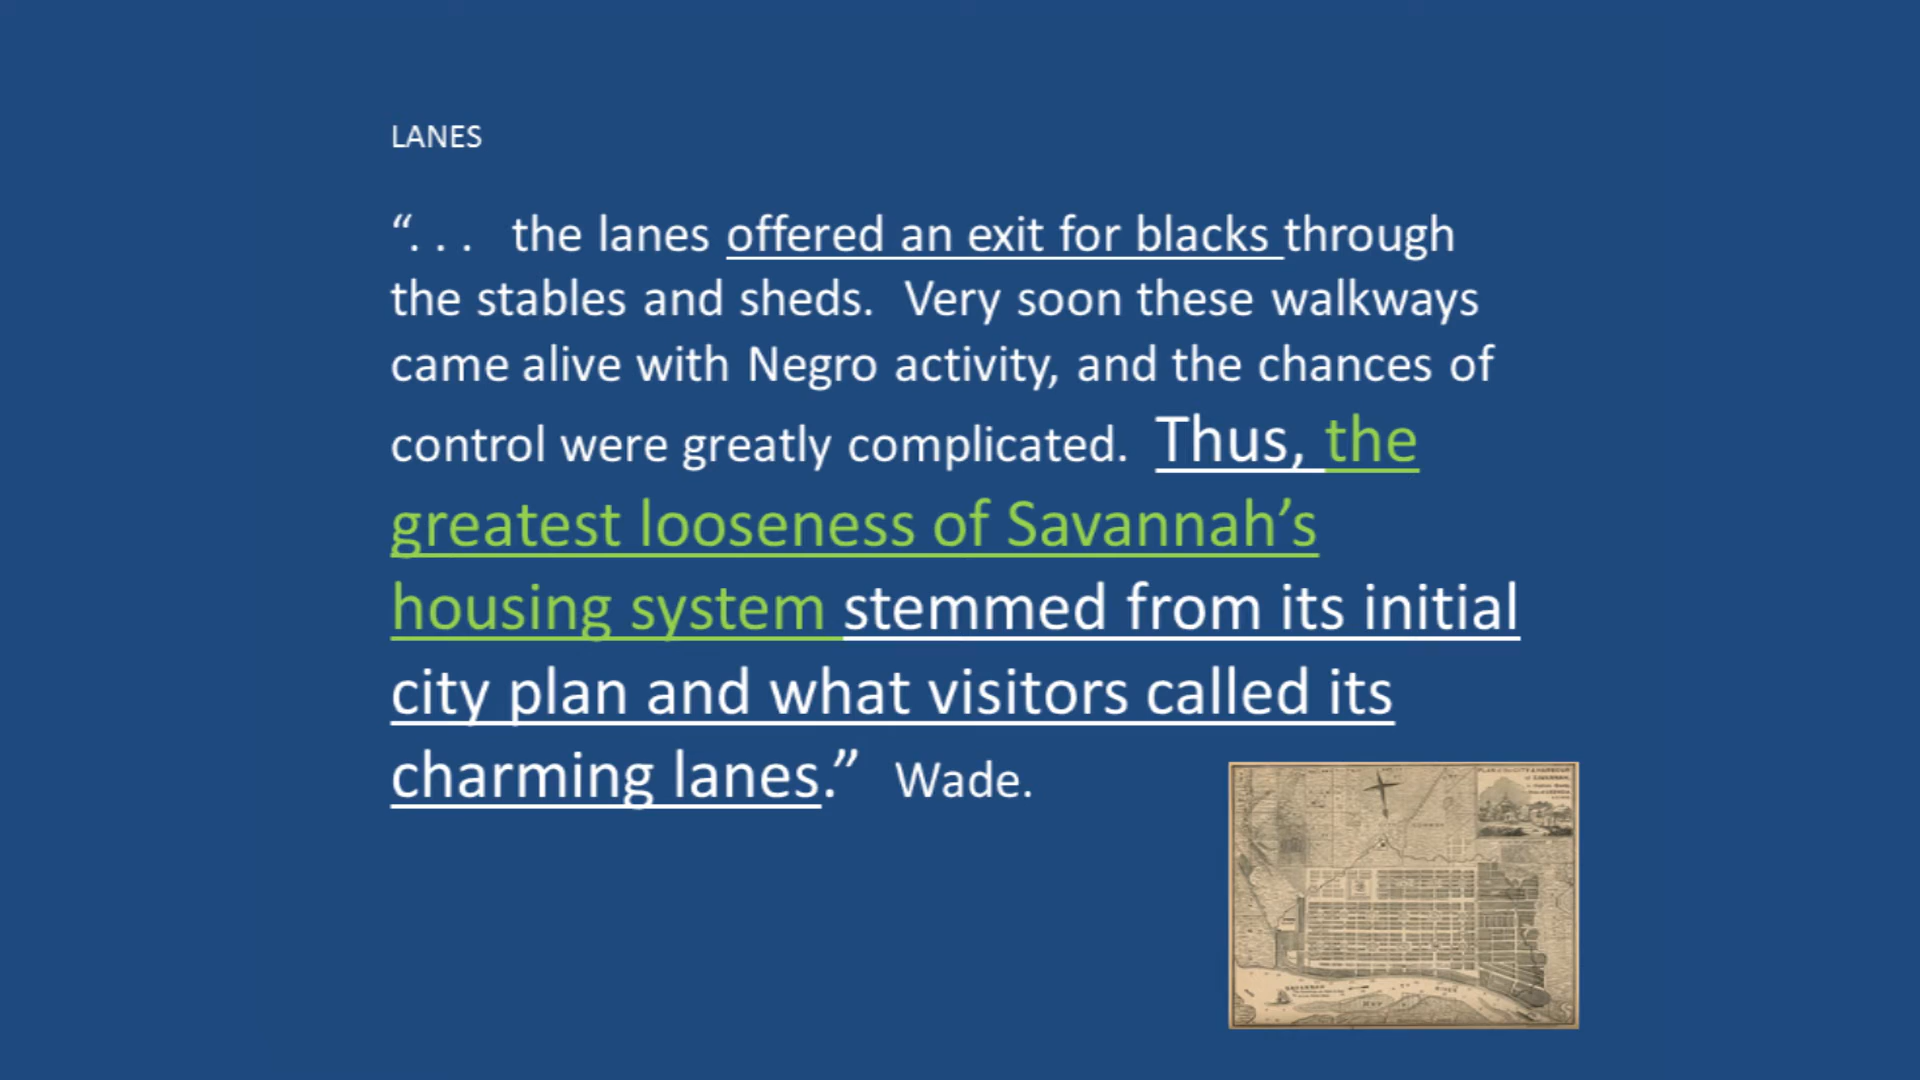 LANES
“. . .   the lanes offered an exit for blacks through
the stables and sheds.  Very soon these walkways
came alive with Negro activity, and the chances of
control were greatly complicated.  Thus, the
greatest looseness of Savannah’s
housing system stemmed from its initial
city plan and what visitors called its
charming lanes.”  Wade.